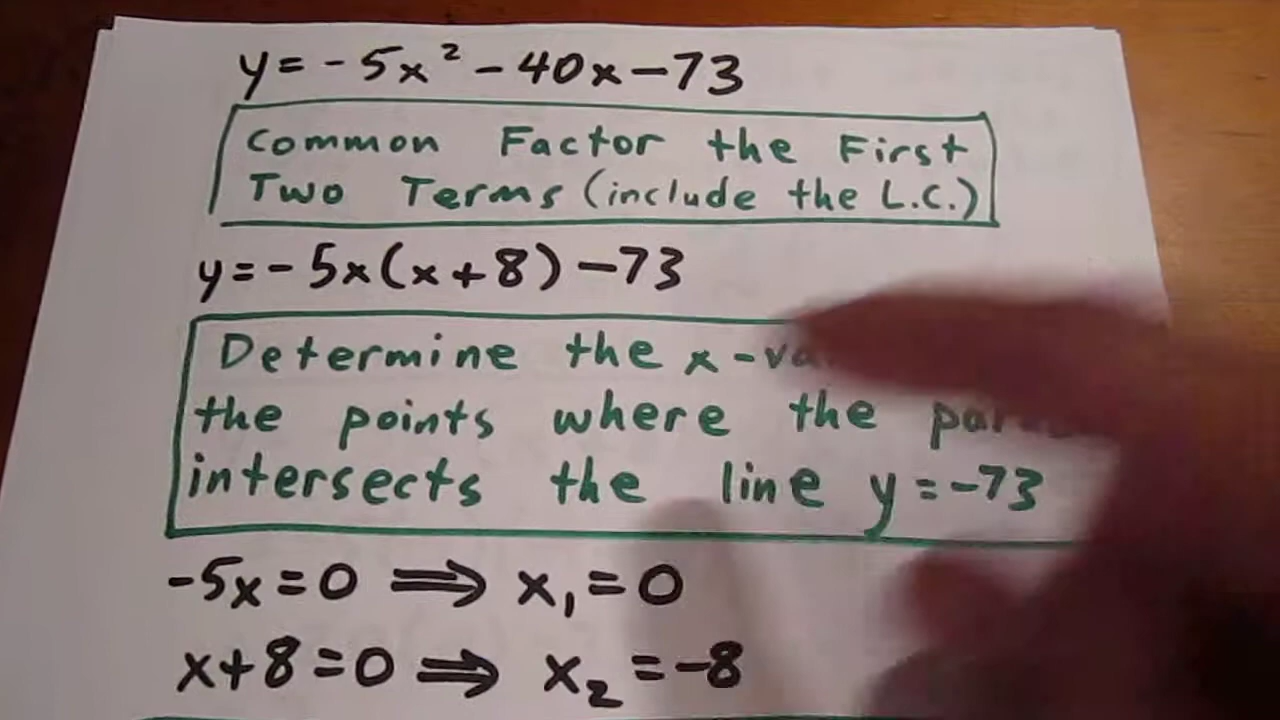 y = -5x² - 40x - 73
Common Factor the First
Two Terms (include the L.C.)
y = -5x(x + 8) - 73
Determine the
the points where the
intersects the line y = -73
-5x = 0 ⟹ x₁ = 0
x + 8 = 0 ⟹ x₂ = -8